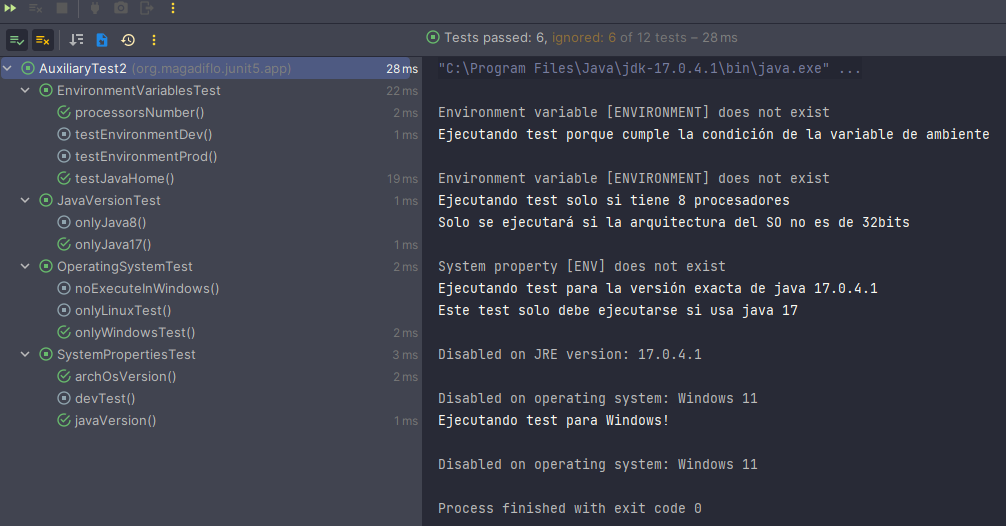 Tests passed: 6, ignored: 6 of 12 tests – 28 ms
AuxiliaryTest2 (org.magadiflo.junit5.app) 28 ms
EnvironmentVariablesTest 22 ms
processorsNumber() 2 ms
testEnvironmentDev() 1 ms
testEnvironmentProd()
testJavaHome() 19 ms
JavaVersionTest 1 ms
onlyJava8()
onlyJava17() 1 ms
OperatingSystemTest 2 ms
noExecuteInWindows()
onlyLinuxTest()
onlyWindowsTest() 2 ms
SystemPropertiesTest 3 ms
archOsVersion() 2 ms
devTest()
javaVersion() 1 ms
"C:\Program Files\Java\jdk-17.0.4.1\bin\java.exe" ...
Environment variable [ENVIRONMENT] does not exist
Ejecutando test porque cumple la condición de la variable de ambiente
Environment variable [ENVIRONMENT] does not exist
Ejecutando test solo si tiene 8 procesadores
Solo se ejecutará si la arquitectura del SO no es de 32bits
System property [ENV] does not exist
Ejecutando test para la versión exacta de java 17.0.4.1
Este test solo debe ejecutarse si usa java 17
Disabled on JRE version: 17.0.4.1
Disabled on operating system: Windows 11
Ejecutando test para Windows!
Disabled on operating system: Windows 11
Process finished with exit code 0